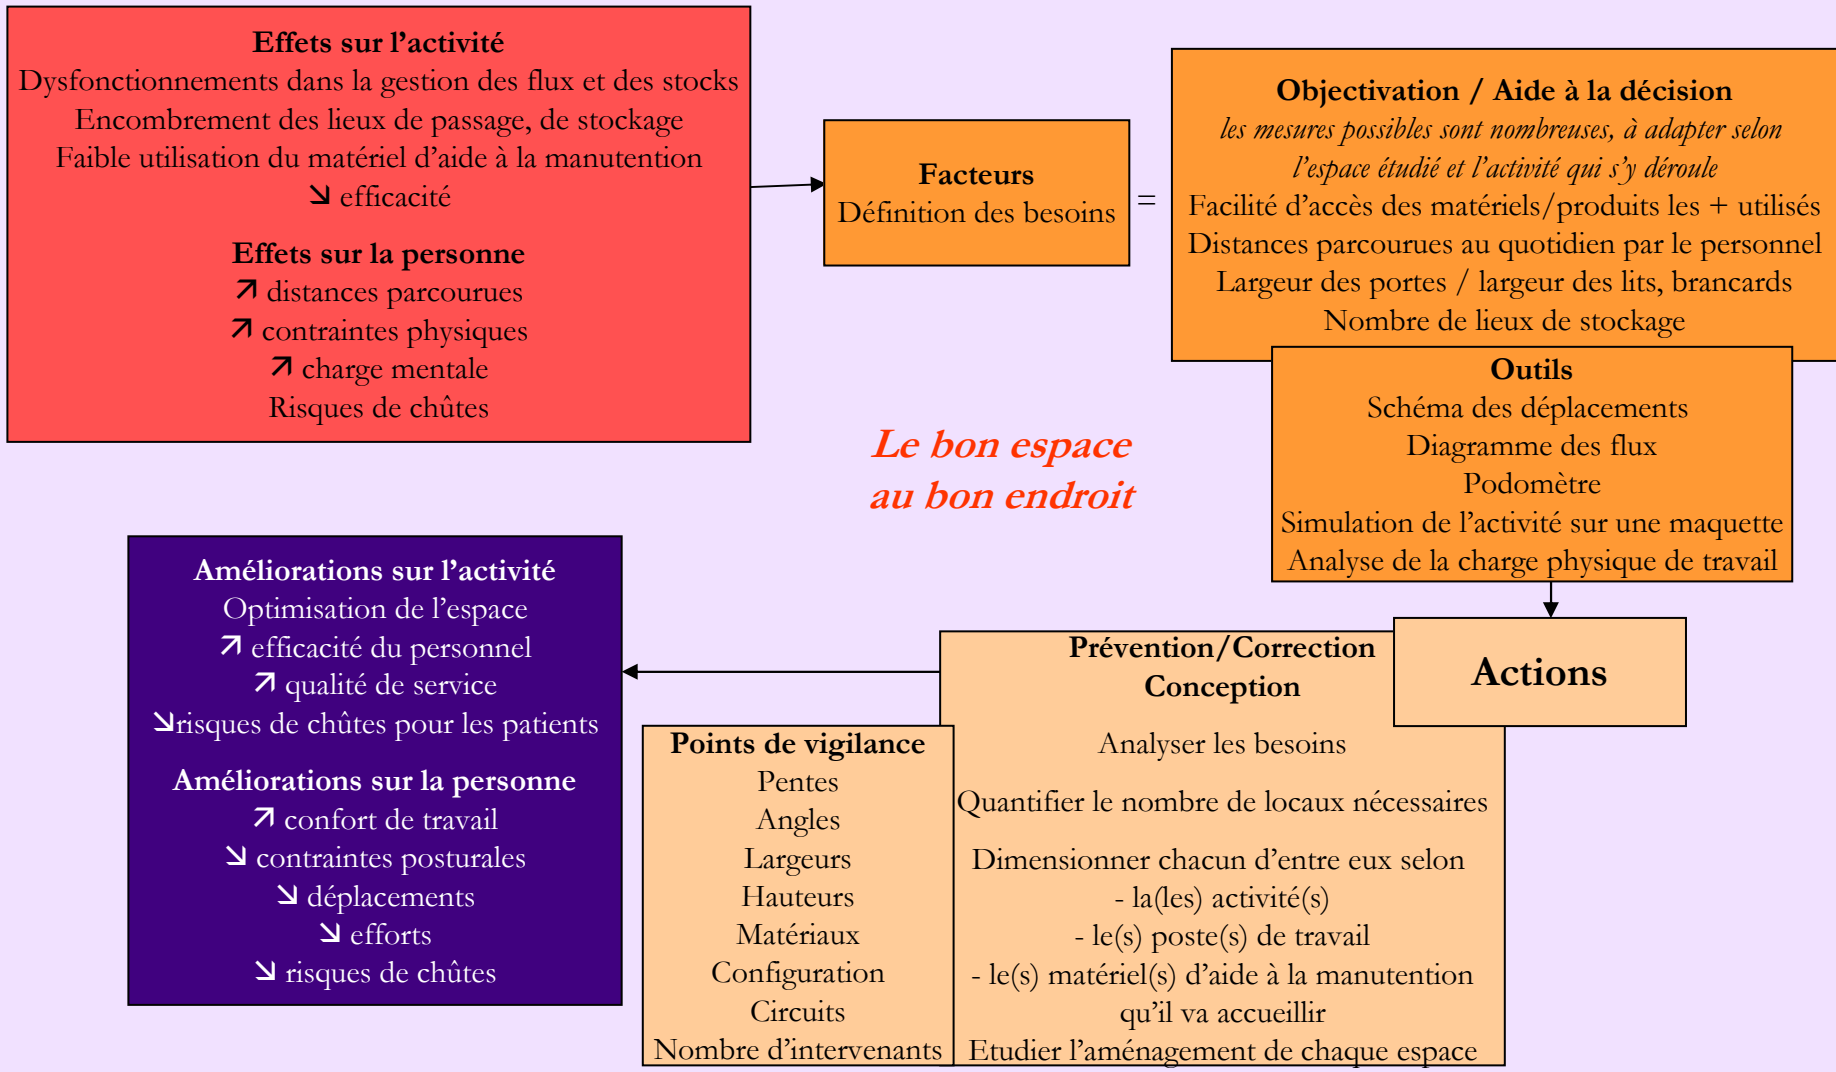 Effets sur l’activité
Dysfonctionnements dans la gestion des flux et des stocks
Encombrement des lieux de passage, de stockage
Faible utilisation du matériel d’aide à la manutention
↘ efficacité
Effets sur la personne
↗ distances parcourues
↗ contraintes physiques
↗ charge mentale
Risques de chûtes
Facteurs
Définition des besoins
=
Objectivation / Aide à la décision
les mesures possibles sont nombreuses, à adapter selon
l’espace étudié et l’activité qui s’y déroule
Facilité d’accès des matériels/produits les + utilisés
Distances parcourues au quotidien par le personnel
Largeur des portes / largeur des lits, brancards
Nombre de lieux de stockage
Outils
Schéma des déplacements
Diagramme des flux
Podomètre
Simulation de l’activité sur une maquette
Analyse de la charge physique de travail
Le bon espace
au bon endroit
Actions
Prévention/Correction
Conception
Analyser les besoins
Quantifier le nombre de locaux nécessaires
Dimensionner chacun d’entre eux selon
- la(les) activité(s)
- le(s) poste(s) de travail
- le(s) matériel(s) d’aide à la manutention
qu’il va accueillir
Etudier l’aménagement de chaque espace
Points de vigilance
Pentes
Angles
Largeurs
Hauteurs
Matériaux
Configuration
Circuits
Nombre d’intervenants
Améliorations sur l’activité
Optimisation de l’espace
↗ efficacité du personnel
↗ qualité de service
↘risques de chûtes pour les patients
Améliorations sur la personne
↗ confort de travail
↘ contraintes posturales
↘ déplacements
↘ efforts
↘ risques de chûtes